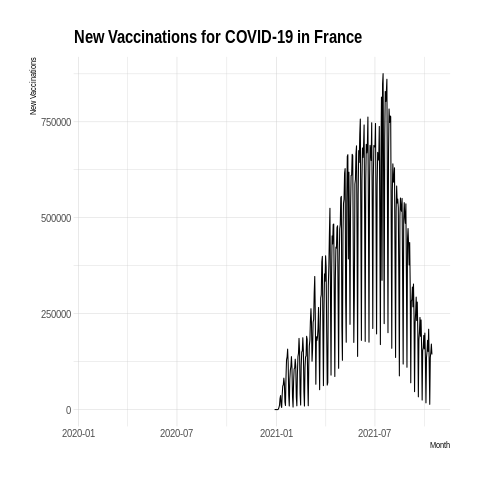 New Vaccinations for COVID-19 in France
New Vaccinations
750000
500000
250000
0
2020-01 2020-07 2021-01 2021-07
Month